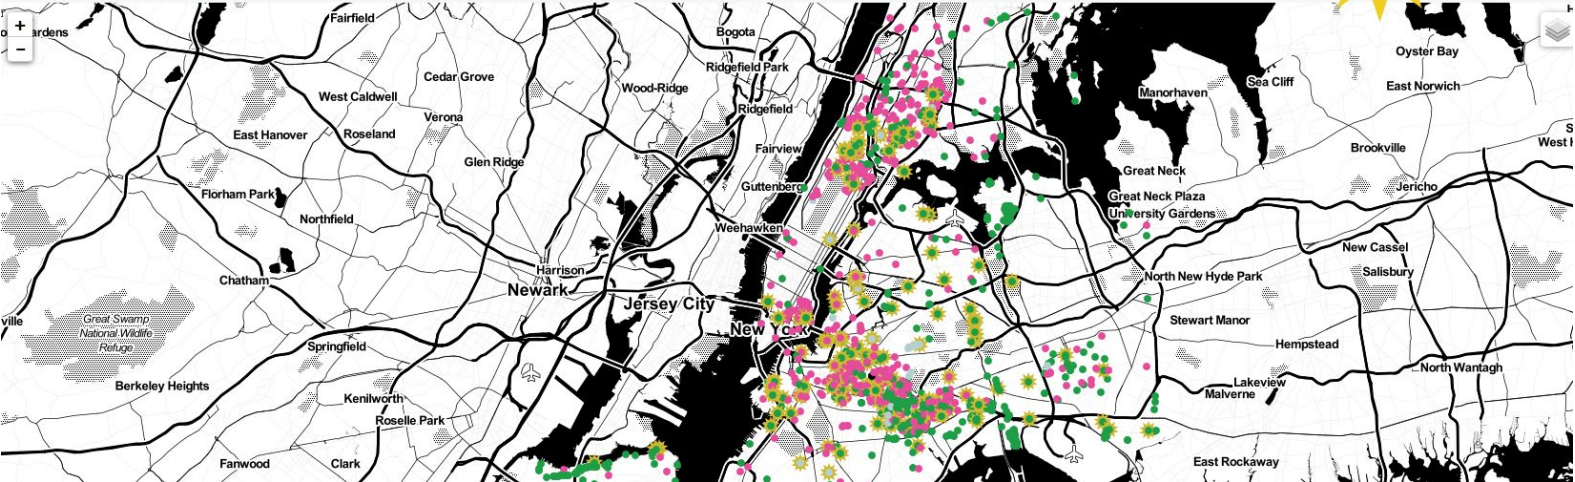 +
−
Fairfield
Bogota
Oyster Bay
Ridgefield Park
Cedar Grove
Sea Cliff
East Norwich
Wood-Ridge
Manorhaven
West Caldwell
Ridgefield
Verona
East Hanover
Roseland
Fairview
Brookville
Glen Ridge
Great Neck
Guttenberg
Jericho
Florham Park
Great Neck Plaza
University Gardens
Northfield
Weehawken
New Cassel
Harrison
Salisbury
North New Hyde Park
Chatham
Newark
Jersey City
Great Swamp
National Wildlife
Refuge
ville
Stewart Manor
New York
Springfield
Hempstead
North Wantagh
Berkeley Heights
Lakeview
Malverne
Kenilworth
Roselle Park
Fanwood
Clark
East Rockaway